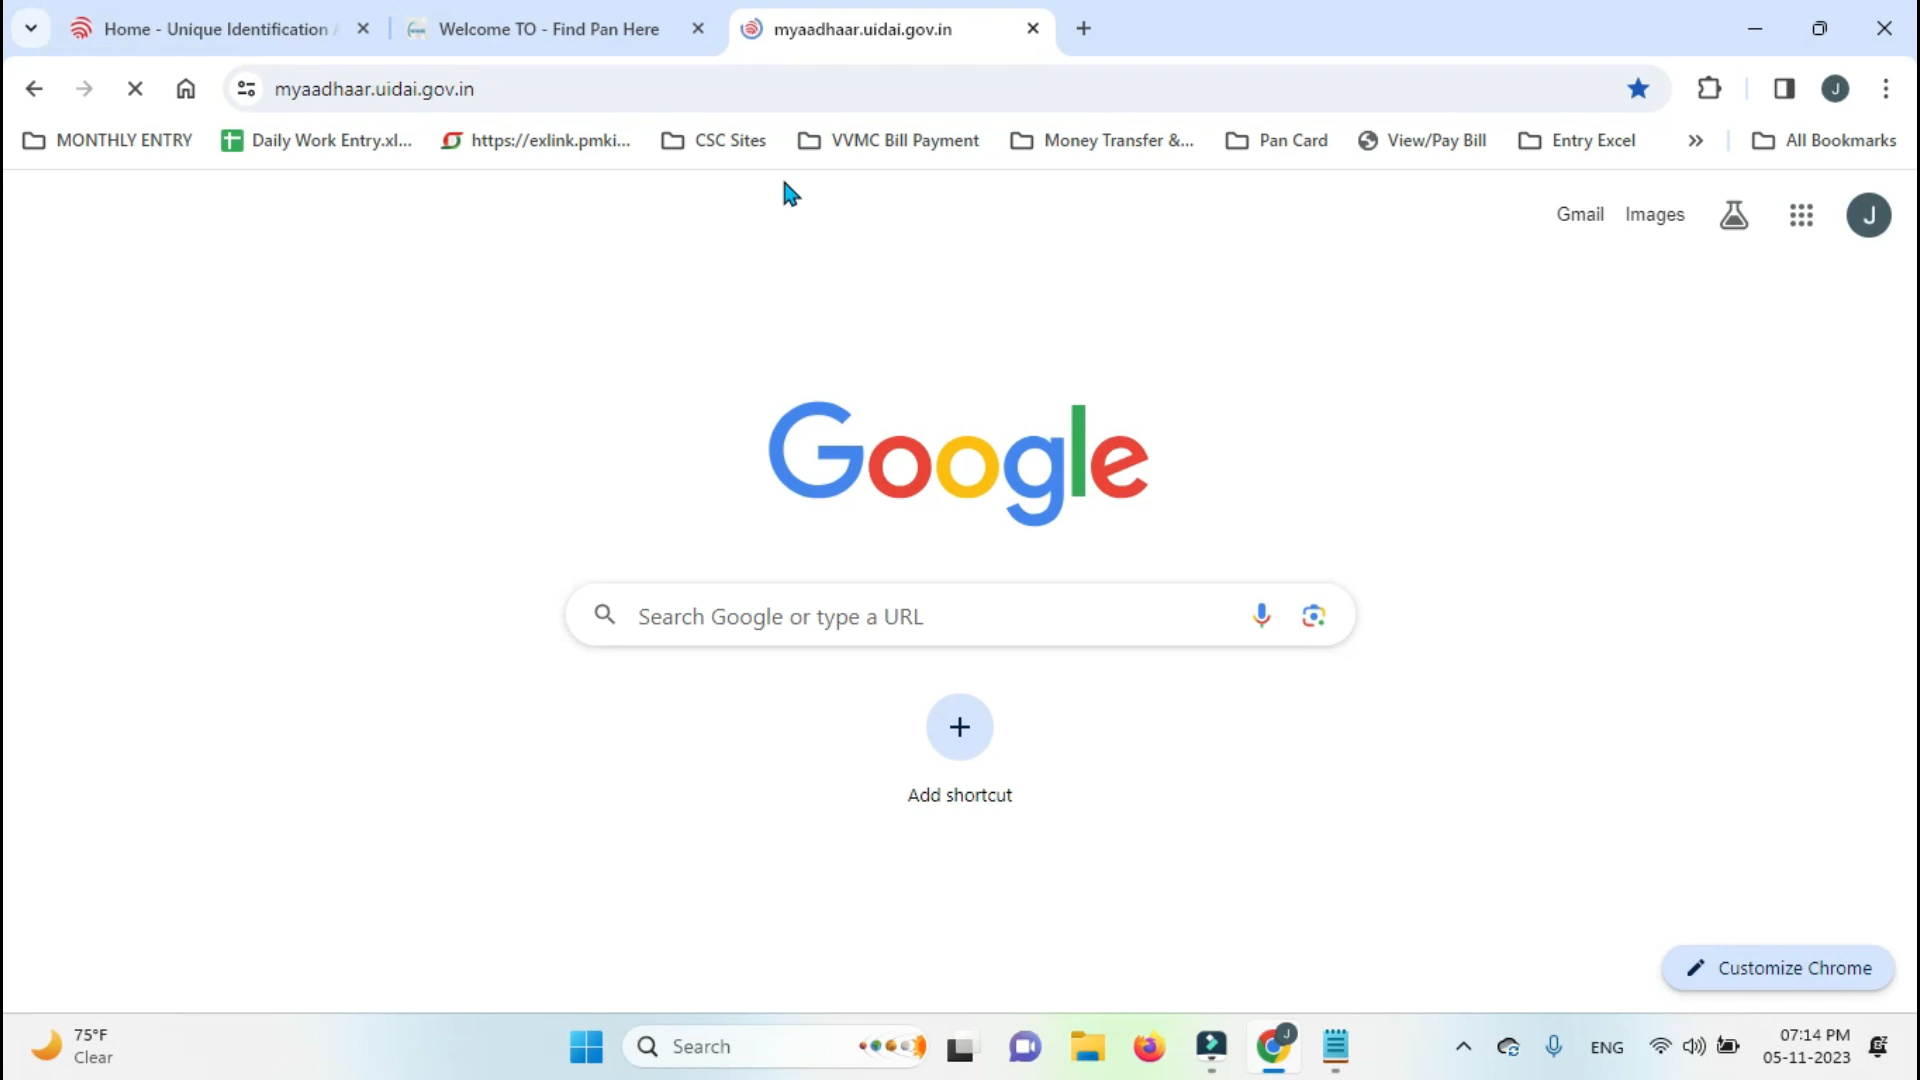 Home - Unique Identification
Welcome TO - Find Pan Here
myaadhaar.uidai.gov.in
myaadhaar.uidai.gov.in
J
MONTHLY ENTRY
Daily Work Entry.xl...
https://exlink.pmki...
CSC Sites
VVMC Bill Payment
Money Transfer &...
Pan Card
View/Pay Bill
Entry Excel
»
All Bookmarks
Gmail
Images
J
Google
Search Google or type a URL
Add shortcut
Customize Chrome
75°F
Clear
Search
J
ENG
07:14 PM
05-11-2023